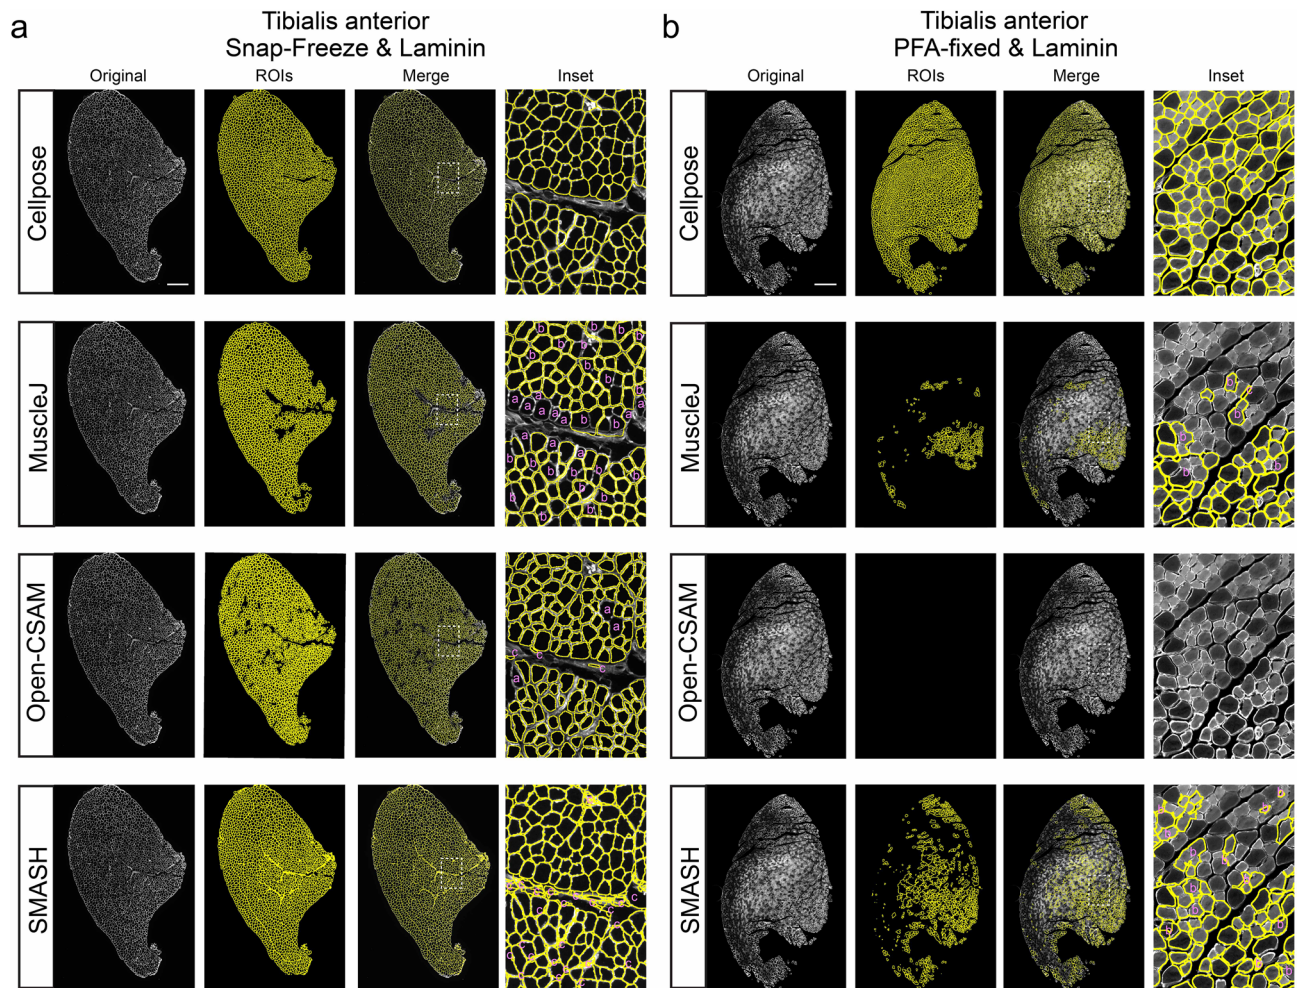 a
Tibialis anterior
Snap-Freeze & Laminin
Original ROIs Merge Inset
Cellpose
MuscleJ
Open-CSAM
SMASH
b
Tibialis anterior
PFA-fixed & Laminin
Original ROIs Merge Inset
Cellpose
MuscleJ
Open-CSAM
SMASH